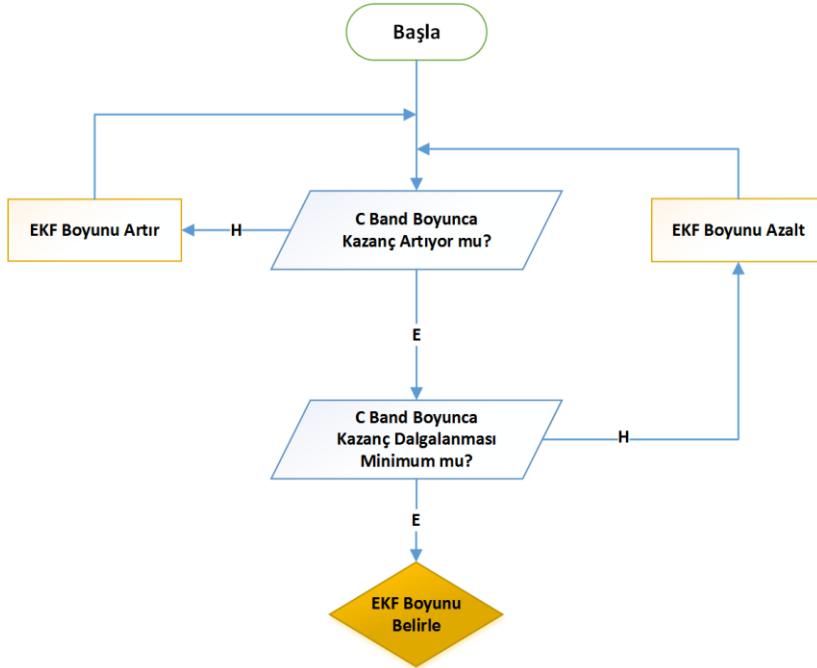 Başla
EKF Boyunu Artır
H
C Band Boyunca
Kazanç Artıyor mu?
EKF Boyunu Azalt
E
C Band Boyunca
Kazanç Dalgalanması
Minimum mu?
H
E
EKF Boyunu
Belirle